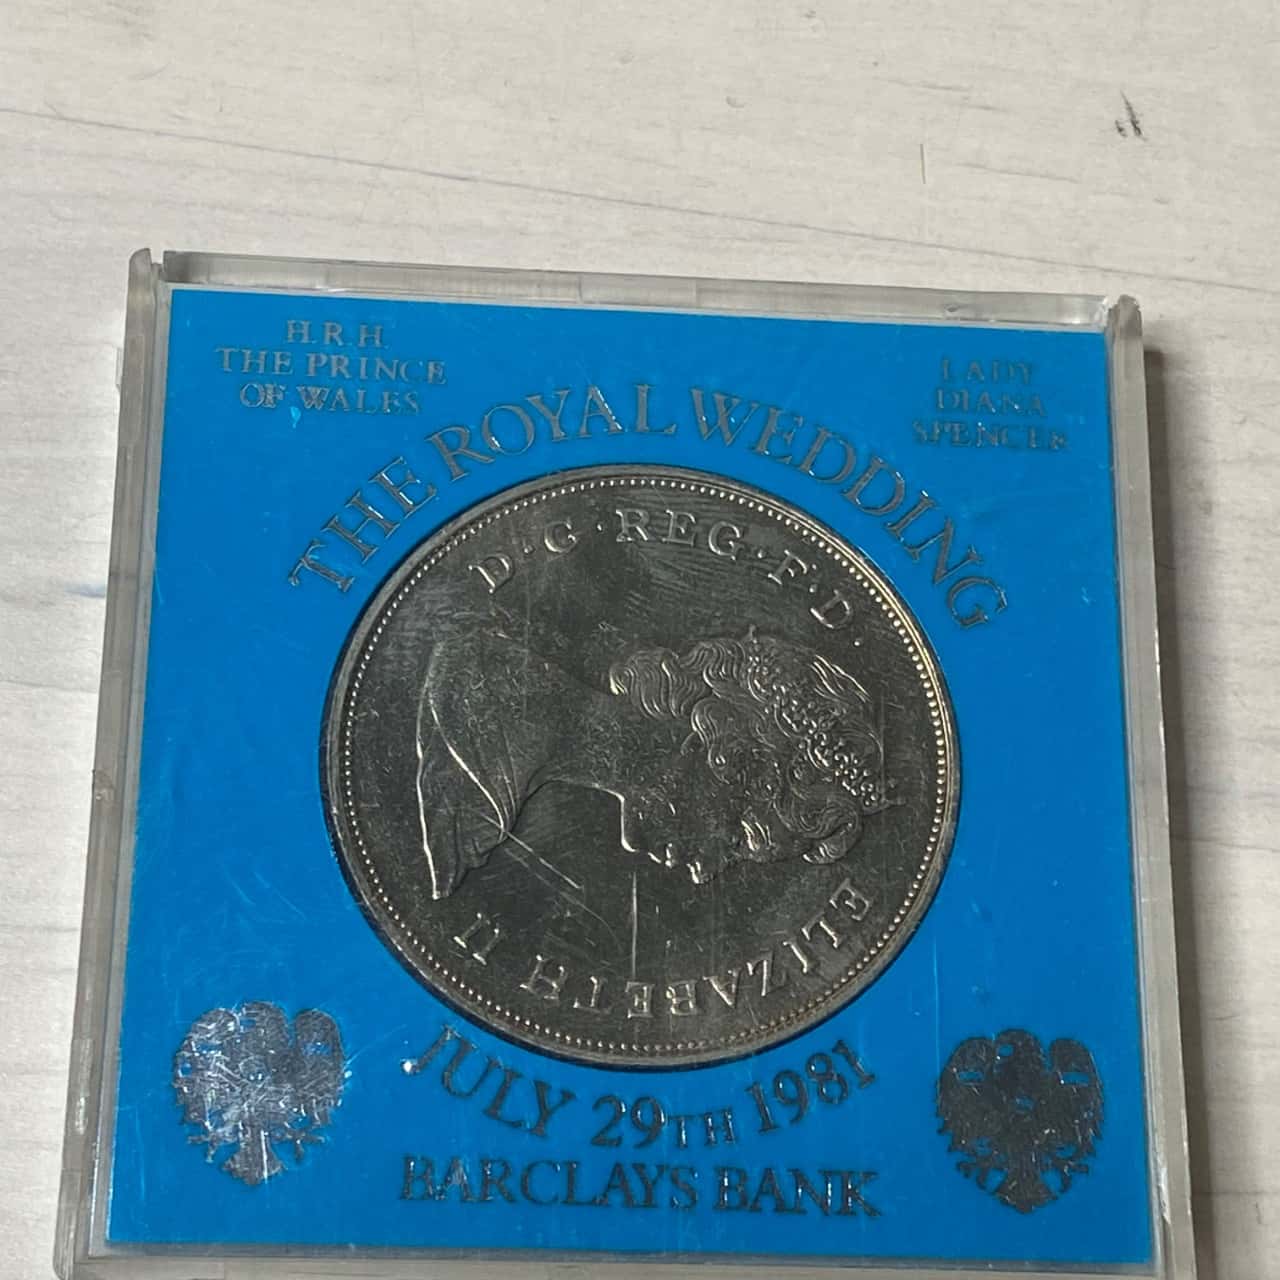 H.R.H.
THE PRINCE
OF WALES
LADY
DIANA
SPENCER
THE ROYAL WEDDING
ELIZABETH II
D·G·REG·F·D·
JULY 29TH 1981
BARCLAYS BANK